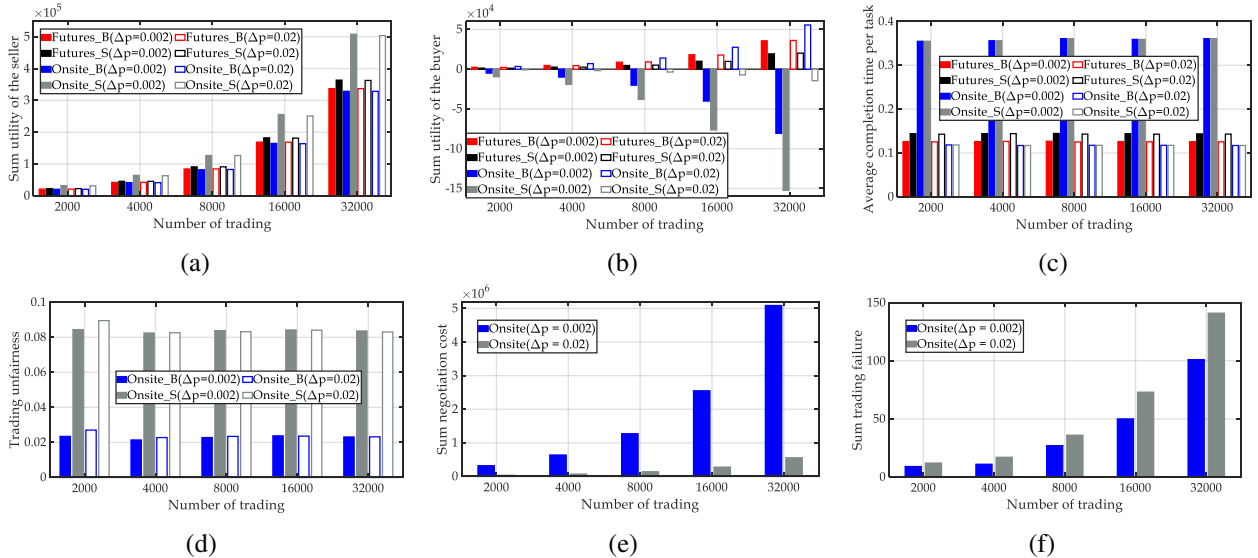 ×10⁵
5
4
3
2
1
0
Sum utility of the seller
Futures_B(Δp=0.002) Futures_B(Δp=0.02)
Futures_S(Δp=0.002) Futures_S(Δp=0.02)
Onsite_B(Δp=0.002) Onsite_B(Δp=0.02)
Onsite_S(Δp=0.002) Onsite_S(Δp=0.02)
2000 4000 8000 16000 32000
Number of trading
(a)
×10⁴
5
0
-5
-10
-15
Sum utility of the buyer
Futures_B(Δp=0.002) Futures_B(Δp=0.02)
Futures_S(Δp=0.002) Futures_S(Δp=0.02)
Onsite_B(Δp=0.002) Onsite_B(Δp=0.02)
Onsite_S(Δp=0.002) Onsite_S(Δp=0.02)
2000 4000 8000 16000 32000
Number of trading
(b)
0.4
0.3
0.2
0.1
0
Average completion time per task
Futures_B(Δp=0.002) Futures_B(Δp=0.02)
Futures_S(Δp=0.002) Futures_S(Δp=0.02)
Onsite_B(Δp=0.002) Onsite_B(Δp=0.02)
Onsite_S(Δp=0.002) Onsite_S(Δp=0.02)
2000 4000 8000 16000 32000
Number of trading
(c)
0.1
0.08
0.06
0.04
0.02
0
Trading unfairness
Onsite_B(Δp=0.002) Onsite_B(Δp=0.02)
Onsite_S(Δp=0.002) Onsite_S(Δp=0.02)
2000 4000 8000 16000 32000
Number of trading
(d)
×10⁶
5
4
3
2
1
0
Sum negotiation cost
Onsite(Δp = 0.002)
Onsite(Δp = 0.02)
2000 4000 8000 16000 32000
Number of trading
(e)
150
100
50
0
Sum trading failure
Onsite(Δp = 0.002)
Onsite(Δp = 0.02)
2000 4000 8000 16000 32000
Number of trading
(f)